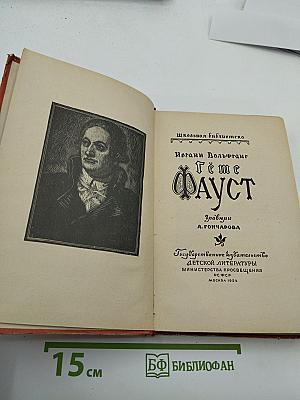 Школьная библиотека
Иоганн Вольфганг
Гёте
ФАУСТ
Гравюры
А. ГОНЧАРОВА
Государственное издательство
ДЕТСКОЙ ЛИТЕРАТУРЫ
МИНИСТЕРСТВА ПРОСВЕЩЕНИЯ
РСФСР
МОСКВА 1956
15 см
БФ БИБЛИОФАН